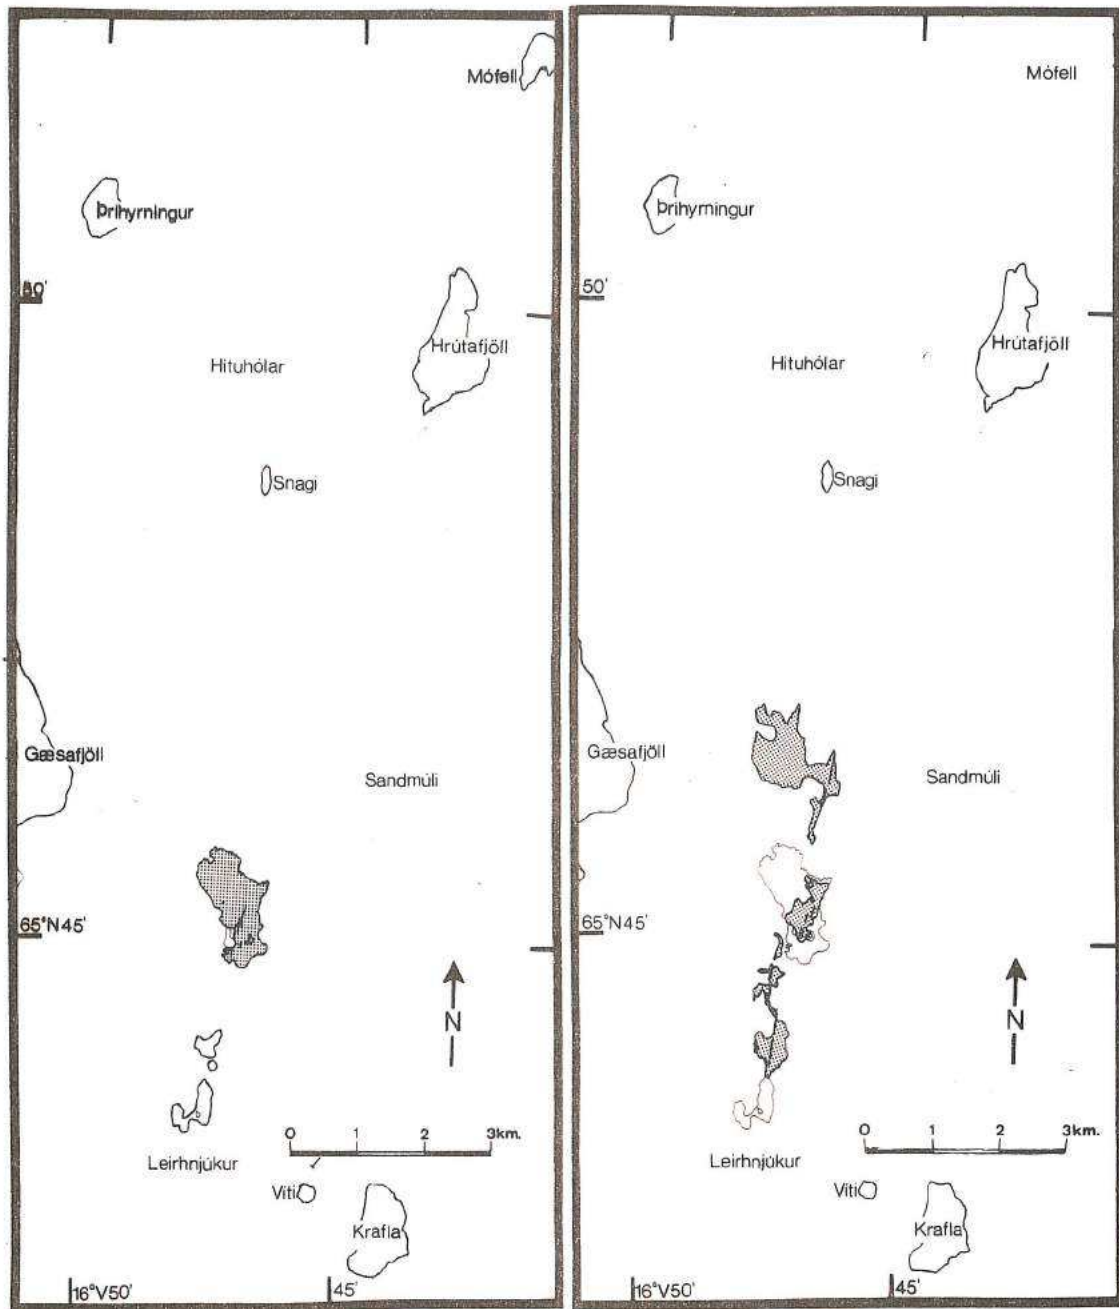 Mófell
Þríhyrningur
50'
Hrútafjöll
Hituhólar
Snagi
Gæsafjöll
Sandmúli
65°N45'
N
0 1 2 3km.
Leirhnjúkur
Víti
Krafla
16°V50' 45'
Mófell
Þríhyrningur
50'
Hrútafjöll
Hituhólar
Snagi
Gæsafjöll
Sandmúli
65°N45'
N
0 1 2 3km.
Leirhnjúkur
Víti
Krafla
16°V50' 45'